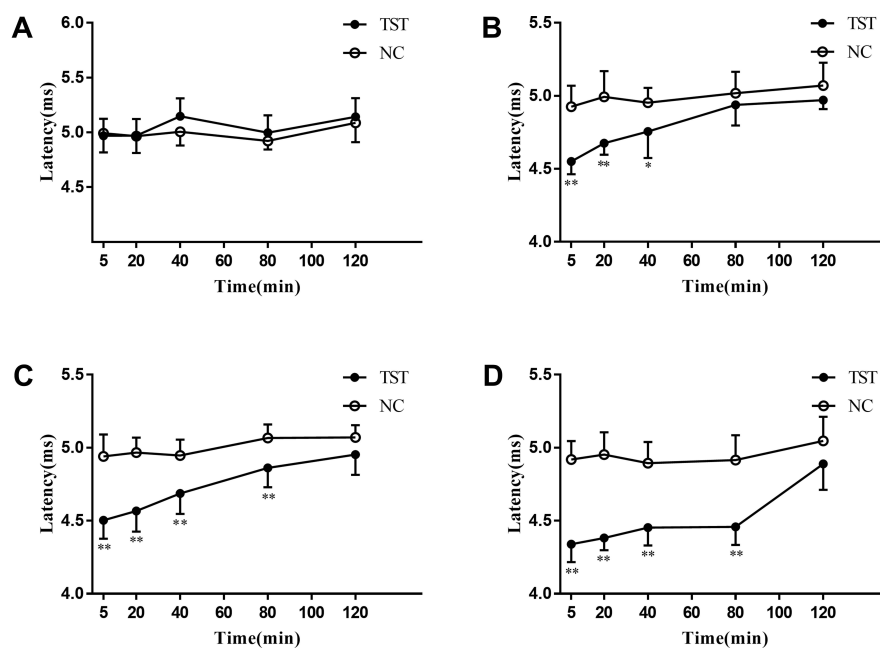 A
TST
NC
Latency(ms)
6.0
5.5
5.0
4.5
5 20 40 60 80 100 120
Time(min)
B
TST
NC
Latency(ms)
5.5
5.0
4.5
4.0
** ** *
5 20 40 60 80 100 120
Time(min)
C
TST
NC
Latency(ms)
5.5
5.0
4.5
4.0
** ** ** **
5 20 40 60 80 100 120
Time(min)
D
TST
NC
Latency(ms)
5.5
5.0
4.5
4.0
** ** ** **
5 20 40 60 80 100 120
Time(min)